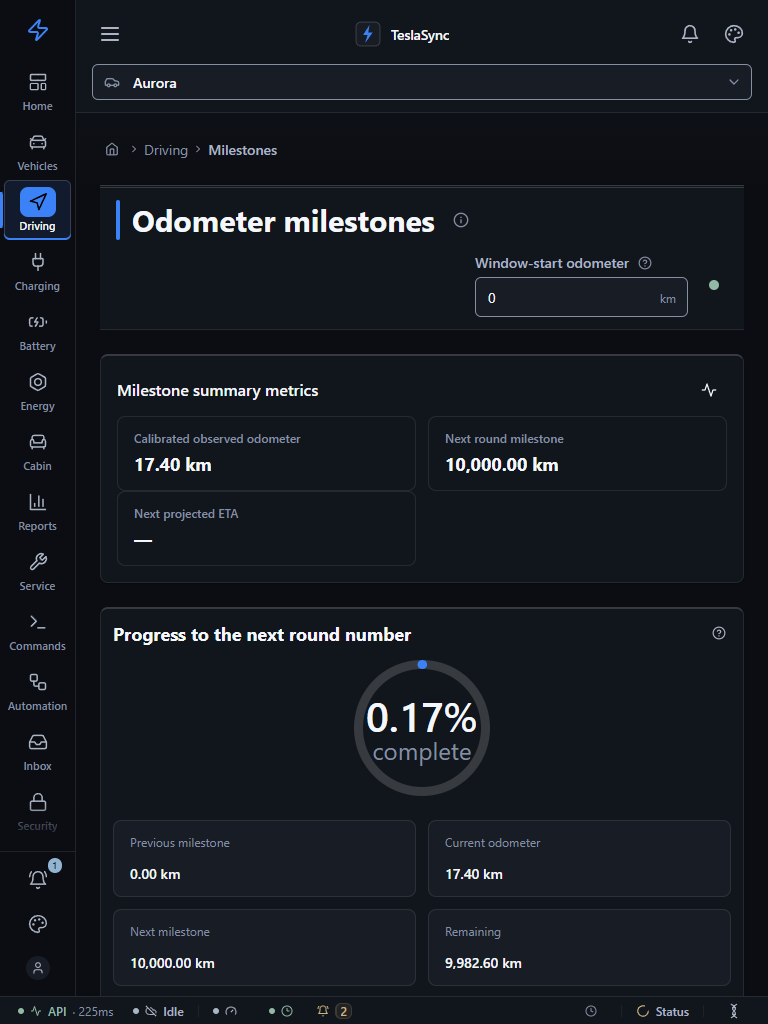 TeslaSync
Aurora
Home
Vehicles
Driving
Charging
Battery
Energy
Cabin
Reports
Service
Commands
Automation
Inbox
Security
1
Driving > Milestones
Odometer milestones
Window-start odometer
0 km
Milestone summary metrics
Calibrated observed odometer
17.40 km
Next round milestone
10,000.00 km
Next projected ETA
—
Progress to the next round number
0.17%
complete
Previous milestone
0.00 km
Current odometer
17.40 km
Next milestone
10,000.00 km
Remaining
9,982.60 km
API · 225ms Idle 2 Status